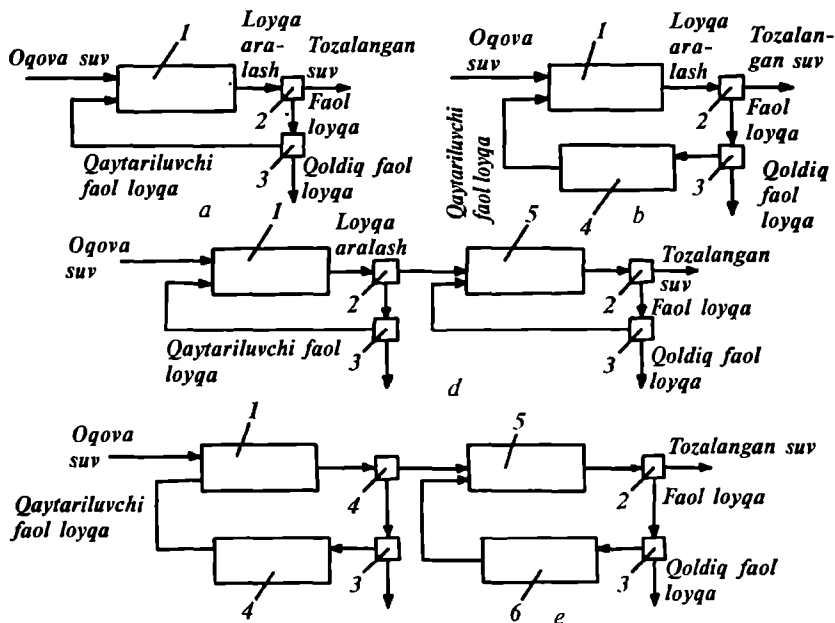 1
Oqova suv
Loyqa
ara-
lash
Tozalangan
suv
2
Faol
loyqa
3
Qaytariluvchi
faol loyqa
Qoldiq faol
loyqa
a
1
Oqova
suv
Loyqa
ara-
lash
Tozalan-
gan suv
2
Faol
loyqa
Qaytariluvchi
faol loyqa
3
4
b
Qoldiq
faol
loyqa
1
Oqova
suv
Loyqa
aralash
2
5
Tozalangan
suv
2
Faol loyqa
Qaytariluvchi faol
loyqa
3
3
Qoldiq faol
loyqa
d
1
Oqova
suv
4
5
Tozalangan suv
2
Faol loyqa
Qaytariluvchi
faol loyqa
4
3
6
3
Qoldiq faol
loyqa
e